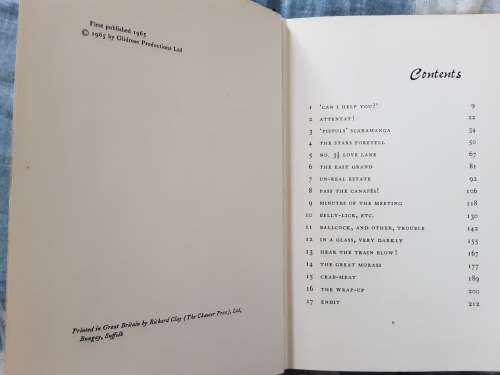 First published 1965
© 1965 by Glidrose Productions Ltd
Printed in Great Britain by Richard Clay (The Chaucer Press), Ltd,
Bungay, Suffolk
Contents
1 'CAN I HELP YOU?' 9
2 ATTENTAT! 22
3 'PISTOLS' SCARAMANGA 34
4 THE STARS FORETELL 50
5 NO. 3½ LOVE LANE 67
6 THE EASY GRAND 81
7 UN-REAL ESTATE 92
8 PASS THE CANAPÉS! 106
9 MINUTES OF THE MEETING 118
10 BELLY-LICK, ETC. 130
11 BALLCOCK, AND OTHER, TROUBLE 142
12 IN A GLASS, VERY DARKLY 155
13 HEAR THE TRAIN BLOW! 167
14 THE GREAT MORASS 177
15 CRAB-MEAT 189
16 THE WRAP-UP 200
17 ENDIT 212